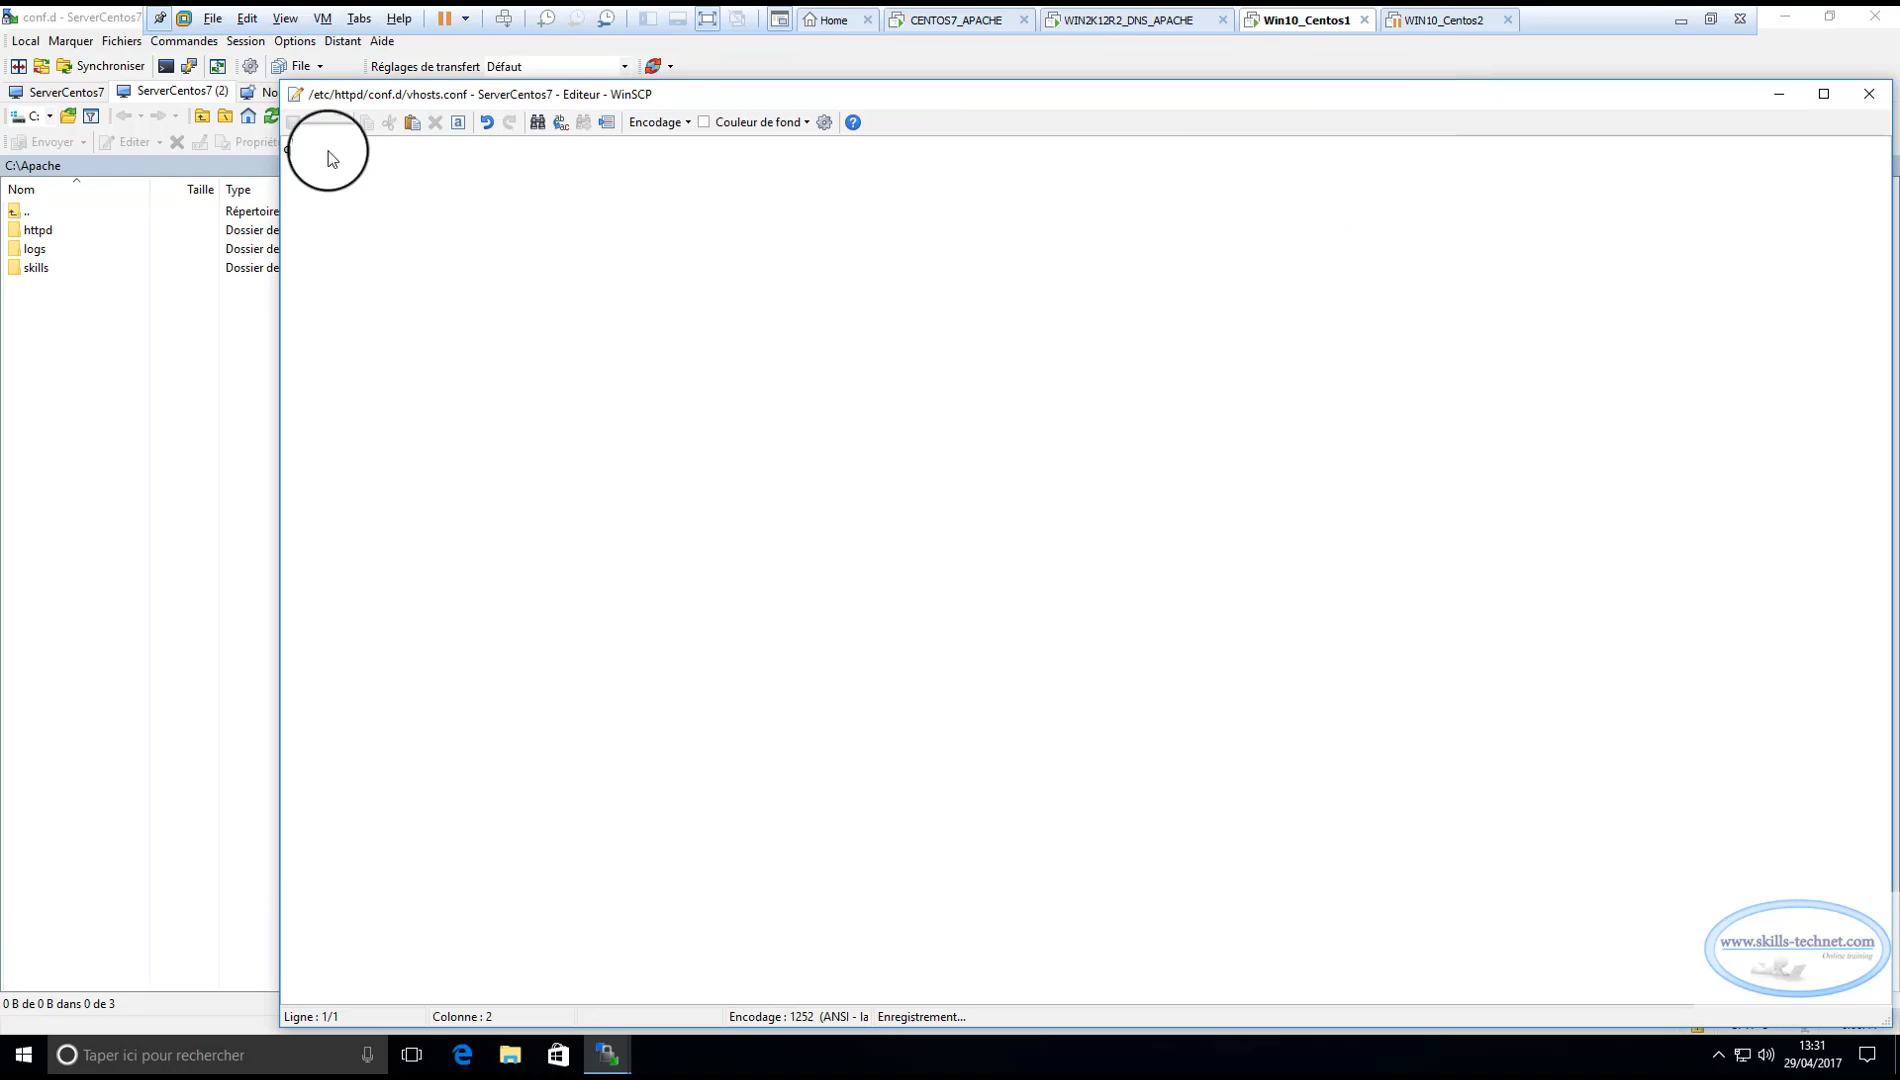 conf.d - ServerCentos7
File Edit View VM Tabs Help
Home
CENTOS7_APACHE
WIN2K12R2_DNS_APACHE
Win10_Centos1
WIN10_Centos2
Local Marquer Fichiers Commandes Session Options Distant Aide
Synchroniser
File
Réglages de transfert Défaut
ServerCentos7
ServerCentos7 (2)
No
/etc/httpd/conf.d/vhosts.conf - ServerCentos7 - Editeur - WinSCP
C:
Encodage
Couleur de fond
Envoyer
Editer
Propriété
C:\Apache
Nom Taille Type
.. Répertoire
httpd Dossier de
logs Dossier de
skills Dossier de
www.skills-technet.com
Online training
0 B de 0 B dans 0 de 3
Ligne : 1/1
Colonne : 2
Encodage : 1252 (ANSI - la
Enregistrement...
Taper ici pour rechercher
13:31
29/04/2017